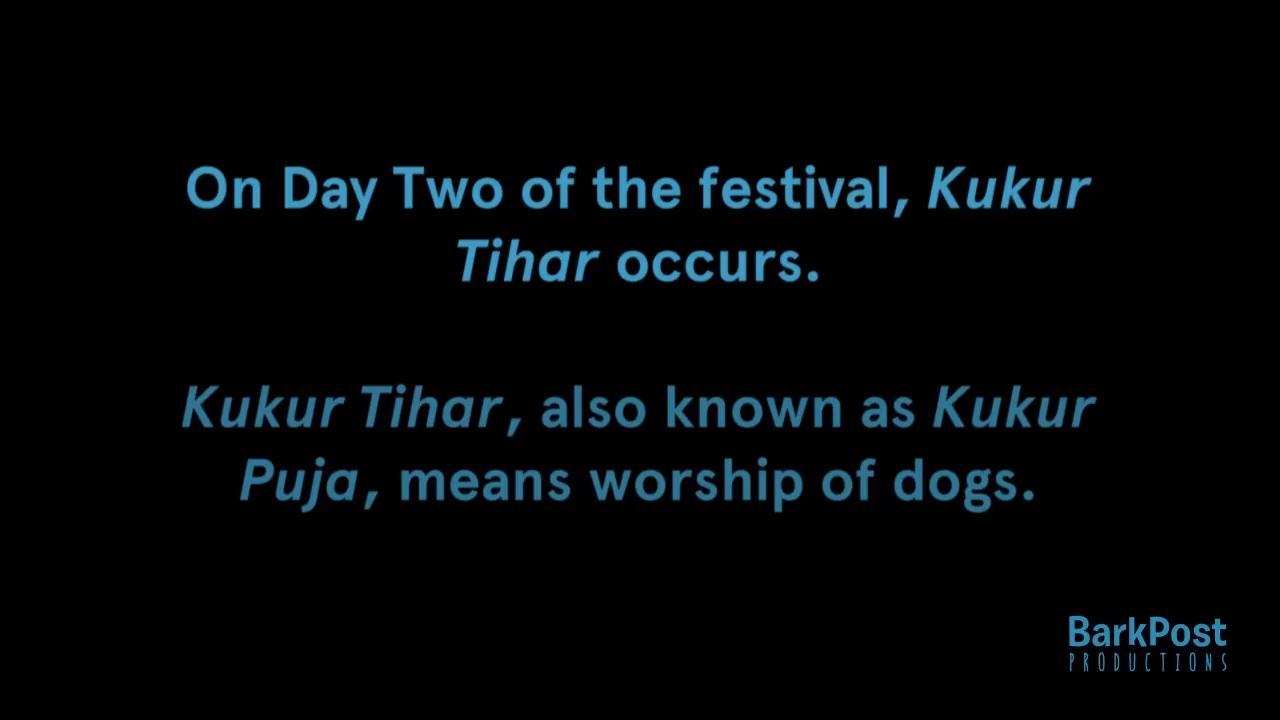 On Day Two of the festival, Kukur
Tihar occurs.
Kukur Tihar, also known as Kukur
Puja, means worship of dogs.
BarkPost
PRODUCTIONS